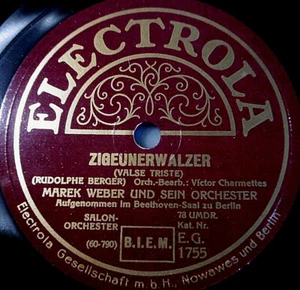 ELECTROLA
ZIGEUNERWALZER
(VALSE TRISTE)
(RUDOLPHE BERGER) Orch.-Bearb.: Victor Charmettes
MAREK WEBER UND SEIN ORCHESTER
Aufgenommen im Beethoven-Saal zu Berlin
SALON-
ORCHESTER
(60-790)
B.I.E.M.
78 UMDR.
Kat. Nr.
E.G.
1755
Electrola Gesellschaft m.b.H., Nowawes und Berlin